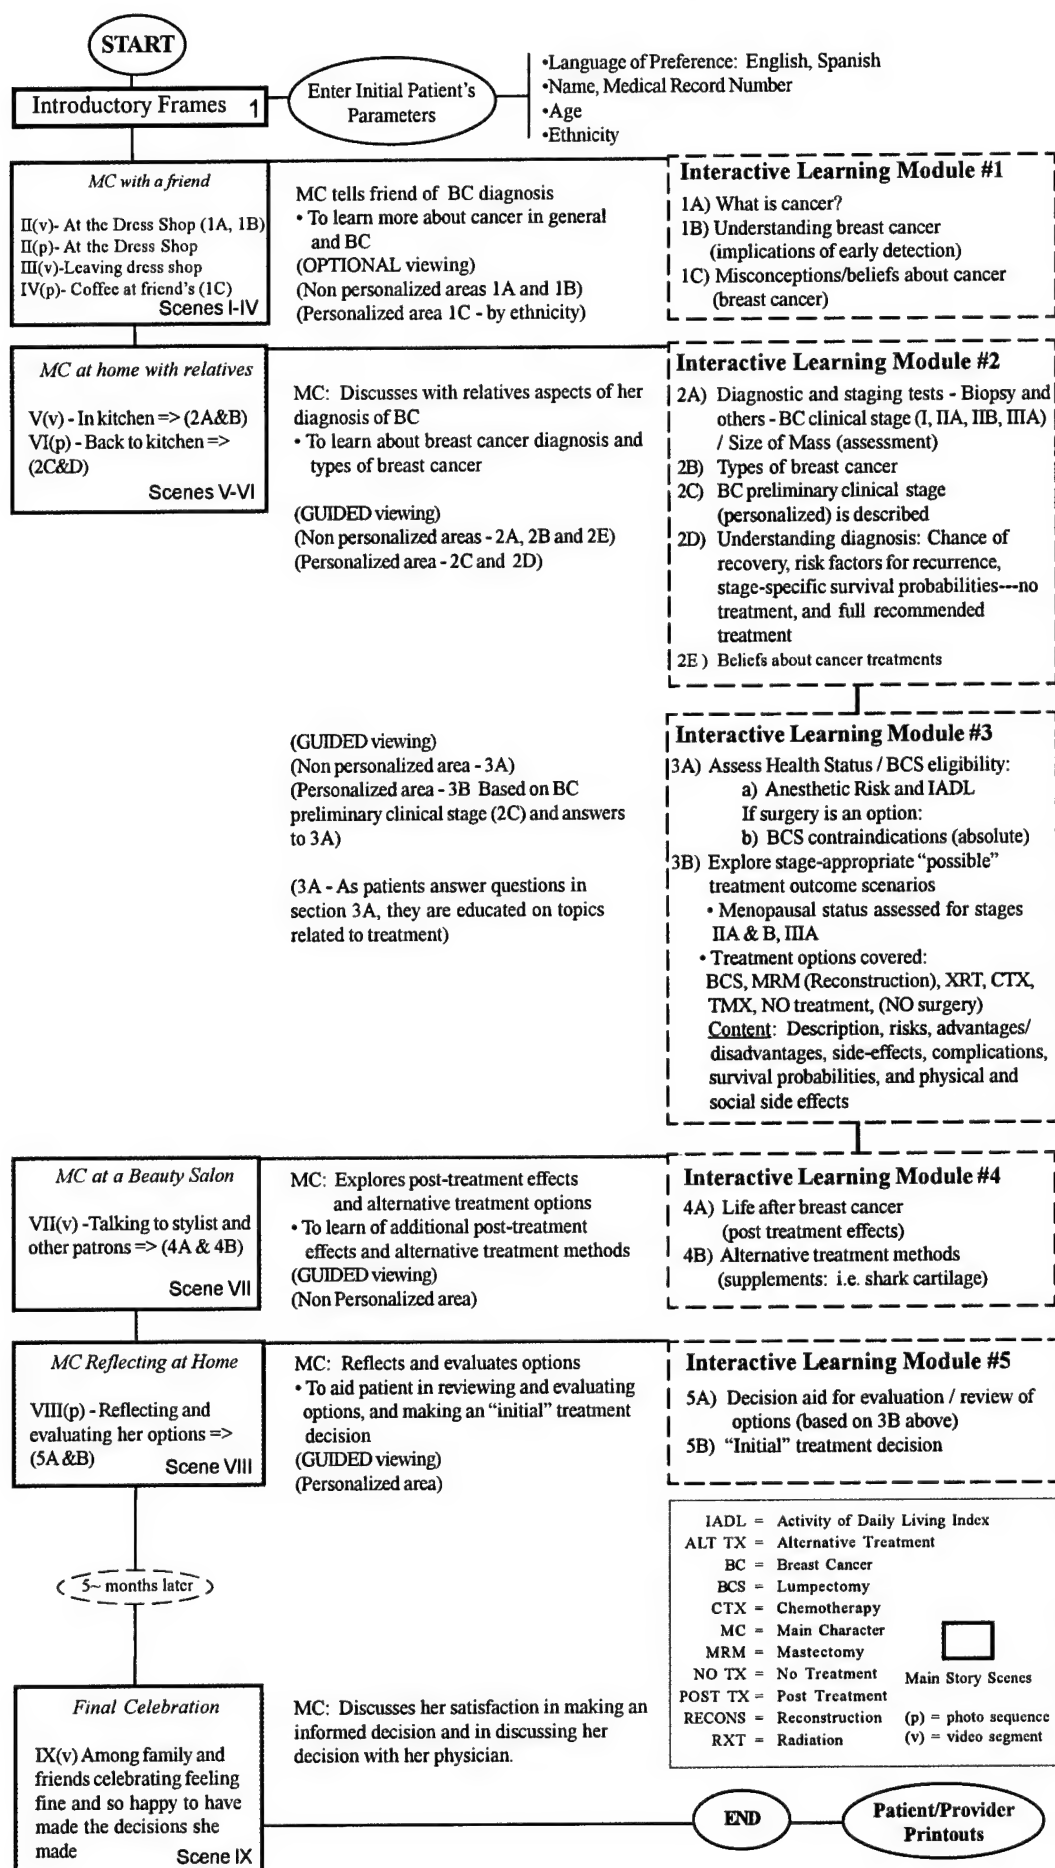 START
Introductory Frames 1
Enter Initial Patient's
Parameters
•Language of Preference: English, Spanish
•Name, Medical Record Number
•Age
•Ethnicity
MC with a friend
II(v)- At the Dress Shop (1A, 1B)
II(p)- At the Dress Shop
III(v)-Leaving dress shop
IV(p)- Coffee at friend's (1C)
Scenes I-IV
MC tells friend of BC diagnosis
• To learn more about cancer in general
and BC
(OPTIONAL viewing)
(Non personalized areas 1A and 1B)
(Personalized area 1C - by ethnicity)
Interactive Learning Module #1
1A) What is cancer?
1B) Understanding breast cancer
(implications of early detection)
1C) Misconceptions/beliefs about cancer
(breast cancer)
MC at home with relatives
V(v) - In kitchen => (2A&B)
VI(p) - Back to kitchen =>
(2C&D)
Scenes V-VI
MC: Discusses with relatives aspects of her
diagnosis of BC
• To learn about breast cancer diagnosis and
types of breast cancer
(GUIDED viewing)
(Non personalized areas - 2A, 2B and 2E)
(Personalized area - 2C and 2D)
Interactive Learning Module #2
2A) Diagnostic and staging tests - Biopsy and
others - BC clinical stage (I, IIA, IIB, IIIA)
/ Size of Mass (assessment)
2B) Types of breast cancer
2C) BC preliminary clinical stage
(personalized) is described
2D) Understanding diagnosis: Chance of
recovery, risk factors for recurrence,
stage-specific survival probabilities---no
treatment, and full recommended
treatment
2E ) Beliefs about cancer treatments
(GUIDED viewing)
(Non personalized area - 3A)
(Personalized area - 3B Based on BC
preliminary clinical stage (2C) and answers
to 3A)
(3A - As patients answer questions in
section 3A, they are educated on topics
related to treatment)
Interactive Learning Module #3
3A) Assess Health Status / BCS eligibility:
a) Anesthetic Risk and IADL
If surgery is an option:
b) BCS contraindications (absolute)
3B) Explore stage-appropriate “possible”
treatment outcome scenarios
• Menopausal status assessed for stages
IIA & B, IIIA
• Treatment options covered:
BCS, MRM (Reconstruction), XRT, CTX,
TMX, NO treatment, (NO surgery)
Content: Description, risks, advantages/
disadvantages, side-effects, complications,
survival probabilities, and physical and
social side effects
MC at a Beauty Salon
VII(v) -Talking to stylist and
other patrons => (4A & 4B)
Scene VII
MC: Explores post-treatment effects
and alternative treatment options
• To learn of additional post-treatment
effects and alternative treatment methods
(GUIDED viewing)
(Non Personalized area)
Interactive Learning Module #4
4A) Life after breast cancer
(post treatment effects)
4B) Alternative treatment methods
(supplements: i.e. shark cartilage)
MC Reflecting at Home
VIII(p) - Reflecting and
evaluating her options =>
(5A &B)
Scene VIII
MC: Reflects and evaluates options
• To aid patient in reviewing and evaluating
options, and making an “initial” treatment
decision
(GUIDED viewing)
(Personalized area)
Interactive Learning Module #5
5A) Decision aid for evaluation / review of
options (based on 3B above)
5B) “Initial” treatment decision
5~ months later
IADL = Activity of Daily Living Index
ALT TX = Alternative Treatment
BC = Breast Cancer
BCS = Lumpectomy
CTX = Chemotherapy
MC = Main Character
MRM = Mastectomy
NO TX = No Treatment
POST TX = Post Treatment
RECONS = Reconstruction
RXT = Radiation
Main Story Scenes
(p) = photo sequence
(v) = video segment
Final Celebration
IX(v) Among family and
friends celebrating feeling
fine and so happy to have
made the decisions she
made
Scene IX
MC: Discusses her satisfaction in making an
informed decision and in discussing her
decision with her physician.
END
Patient/Provider
Printouts